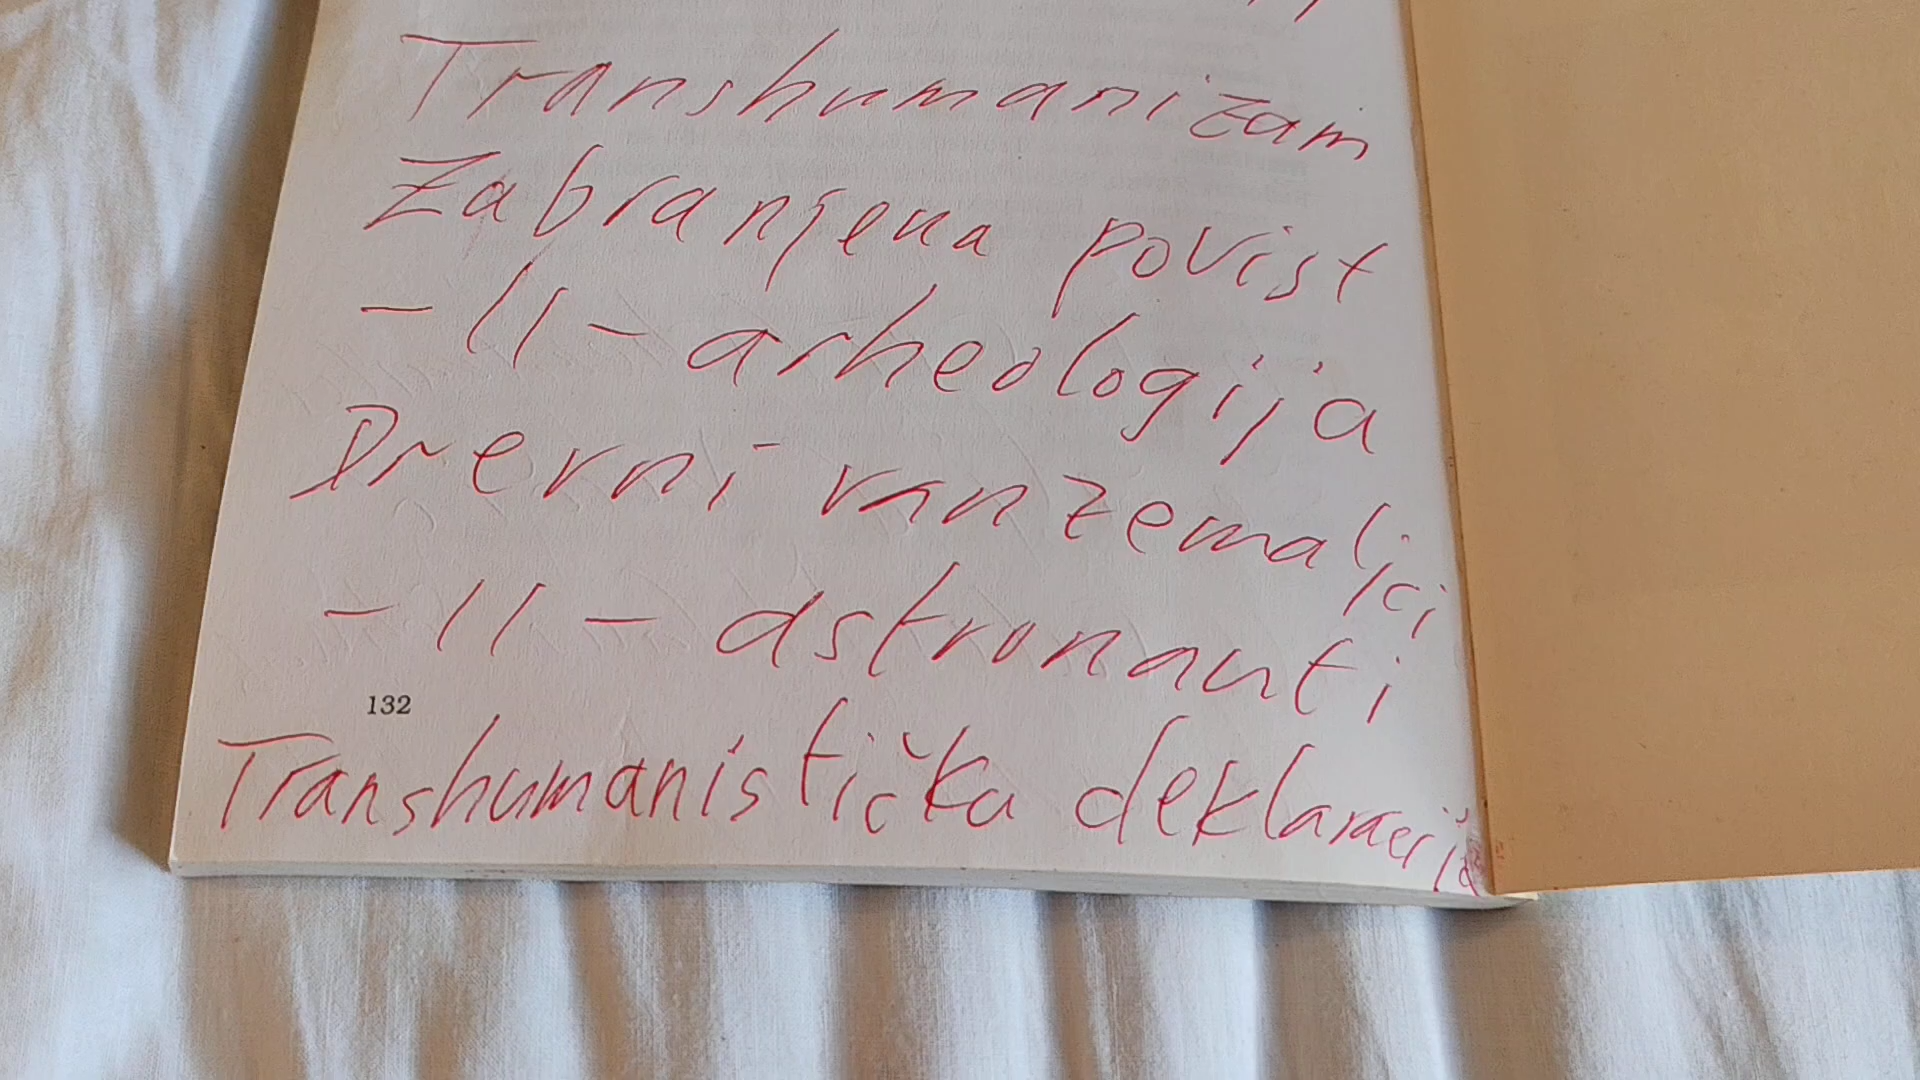 Transhumanizam
Zabranjena povist
-11- arheologija
Drevni vanzemaljci
-11- astronauti
132
Transhumanistička deklaracija